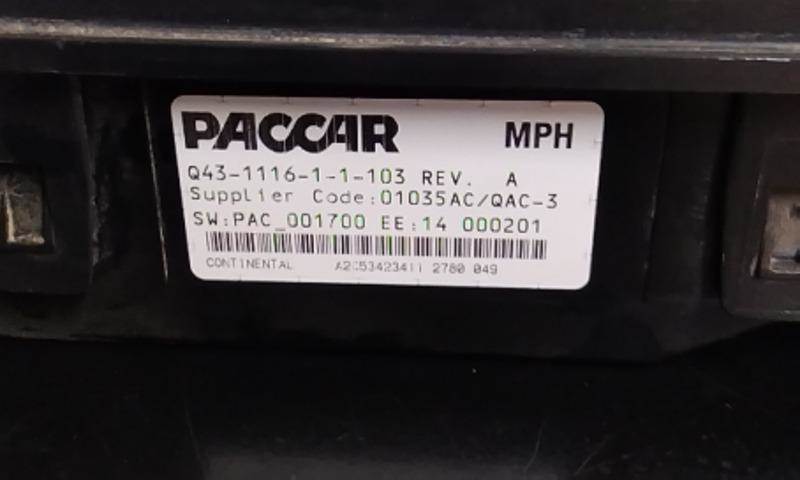 PACCAR MPH
Q43-1116-1-1-103 REV. A
Supplier Code:01035AC/QAC-3
SW:PAC_001700 EE:14 000201
CONTINENTAL A2C53423411 2780 049